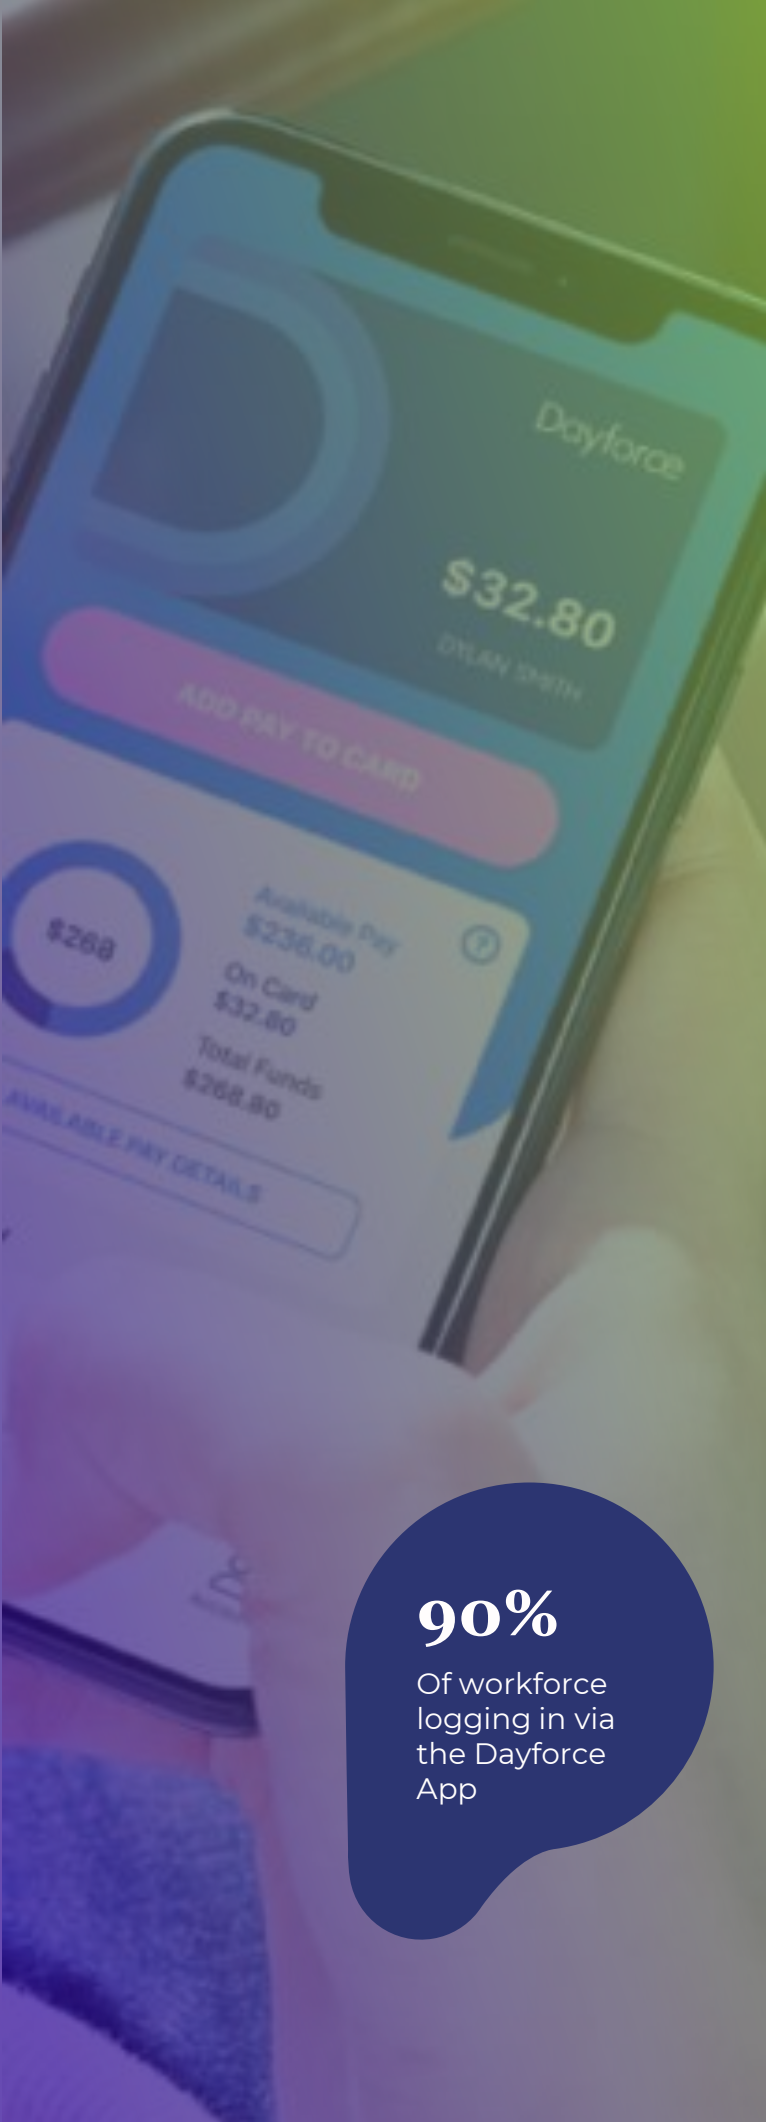 Dayforce
$32.80
DYLAN SMITH
ADD PAY TO CARD
Available Pay
$236.00
?
$268
On Card
$32.80
Total Funds
$268.80
AVAILABLE PAY DETAILS
90%
Of workforce
logging in via
the Dayforce
App